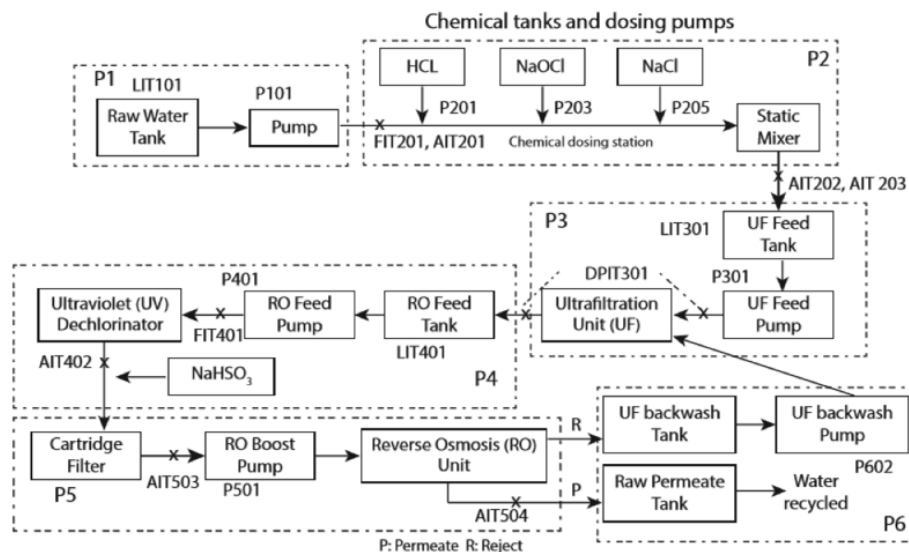 Chemical tanks and dosing pumps
P1
LIT101
P101
Raw Water
Tank
Pump
P2
HCL
NaOCl
NaCl
P201
P203
P205
FIT201, AIT201
Chemical dosing station
Static
Mixer
AIT202, AIT 203
P3
LIT301
UF Feed
Tank
DPIT301
P301
Ultrafiltration
Unit (UF)
UF Feed
Pump
P401
Ultraviolet (UV)
Dechlorinator
RO Feed
Pump
RO Feed
Tank
FIT401
LIT401
AIT402
NaHSO3
P4
Cartridge
Filter
RO Boost
Pump
Reverse Osmosis (RO)
Unit
AIT503
P501
P5
AIT504
R
P
UF backwash
Tank
UF backwash
Pump
P602
Raw Permeate
Tank
Water
recycled
P6
P: Permeate R: Reject